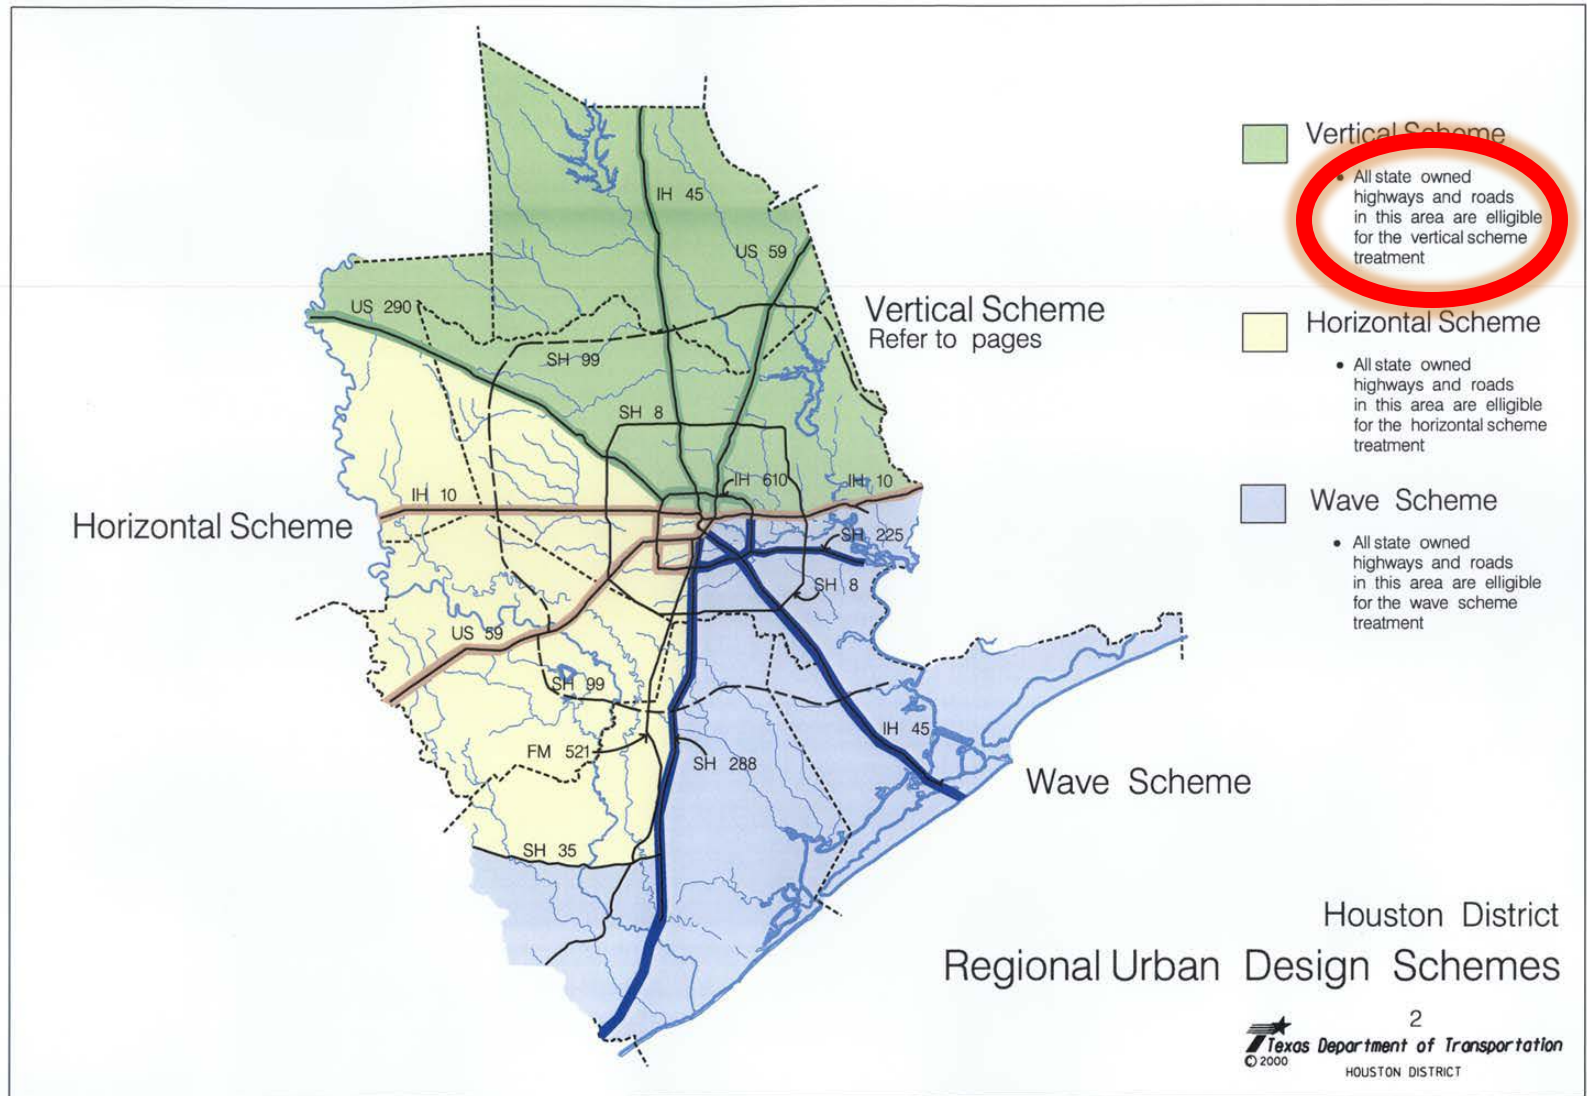 Vertical Scheme
• All state owned
highways and roads
in this area are elligible
for the vertical scheme
treatment
IH 45
US 59
US 290
Vertical Scheme
Refer to pages
Horizontal Scheme
• All state owned
highways and roads
in this area are elligible
for the horizontal scheme
treatment
SH 99
SH 8
IH 610
IH 10
IH 10
Horizontal Scheme
Wave Scheme
• All state owned
highways and roads
in this area are elligible
for the wave scheme
treatment
SH 225
SH 8
US 59
SH 99
IH 45
FM 521
SH 288
Wave Scheme
SH 35
Houston District
Regional Urban Design Schemes
2
Texas Department of Transportation
© 2000
HOUSTON DISTRICT